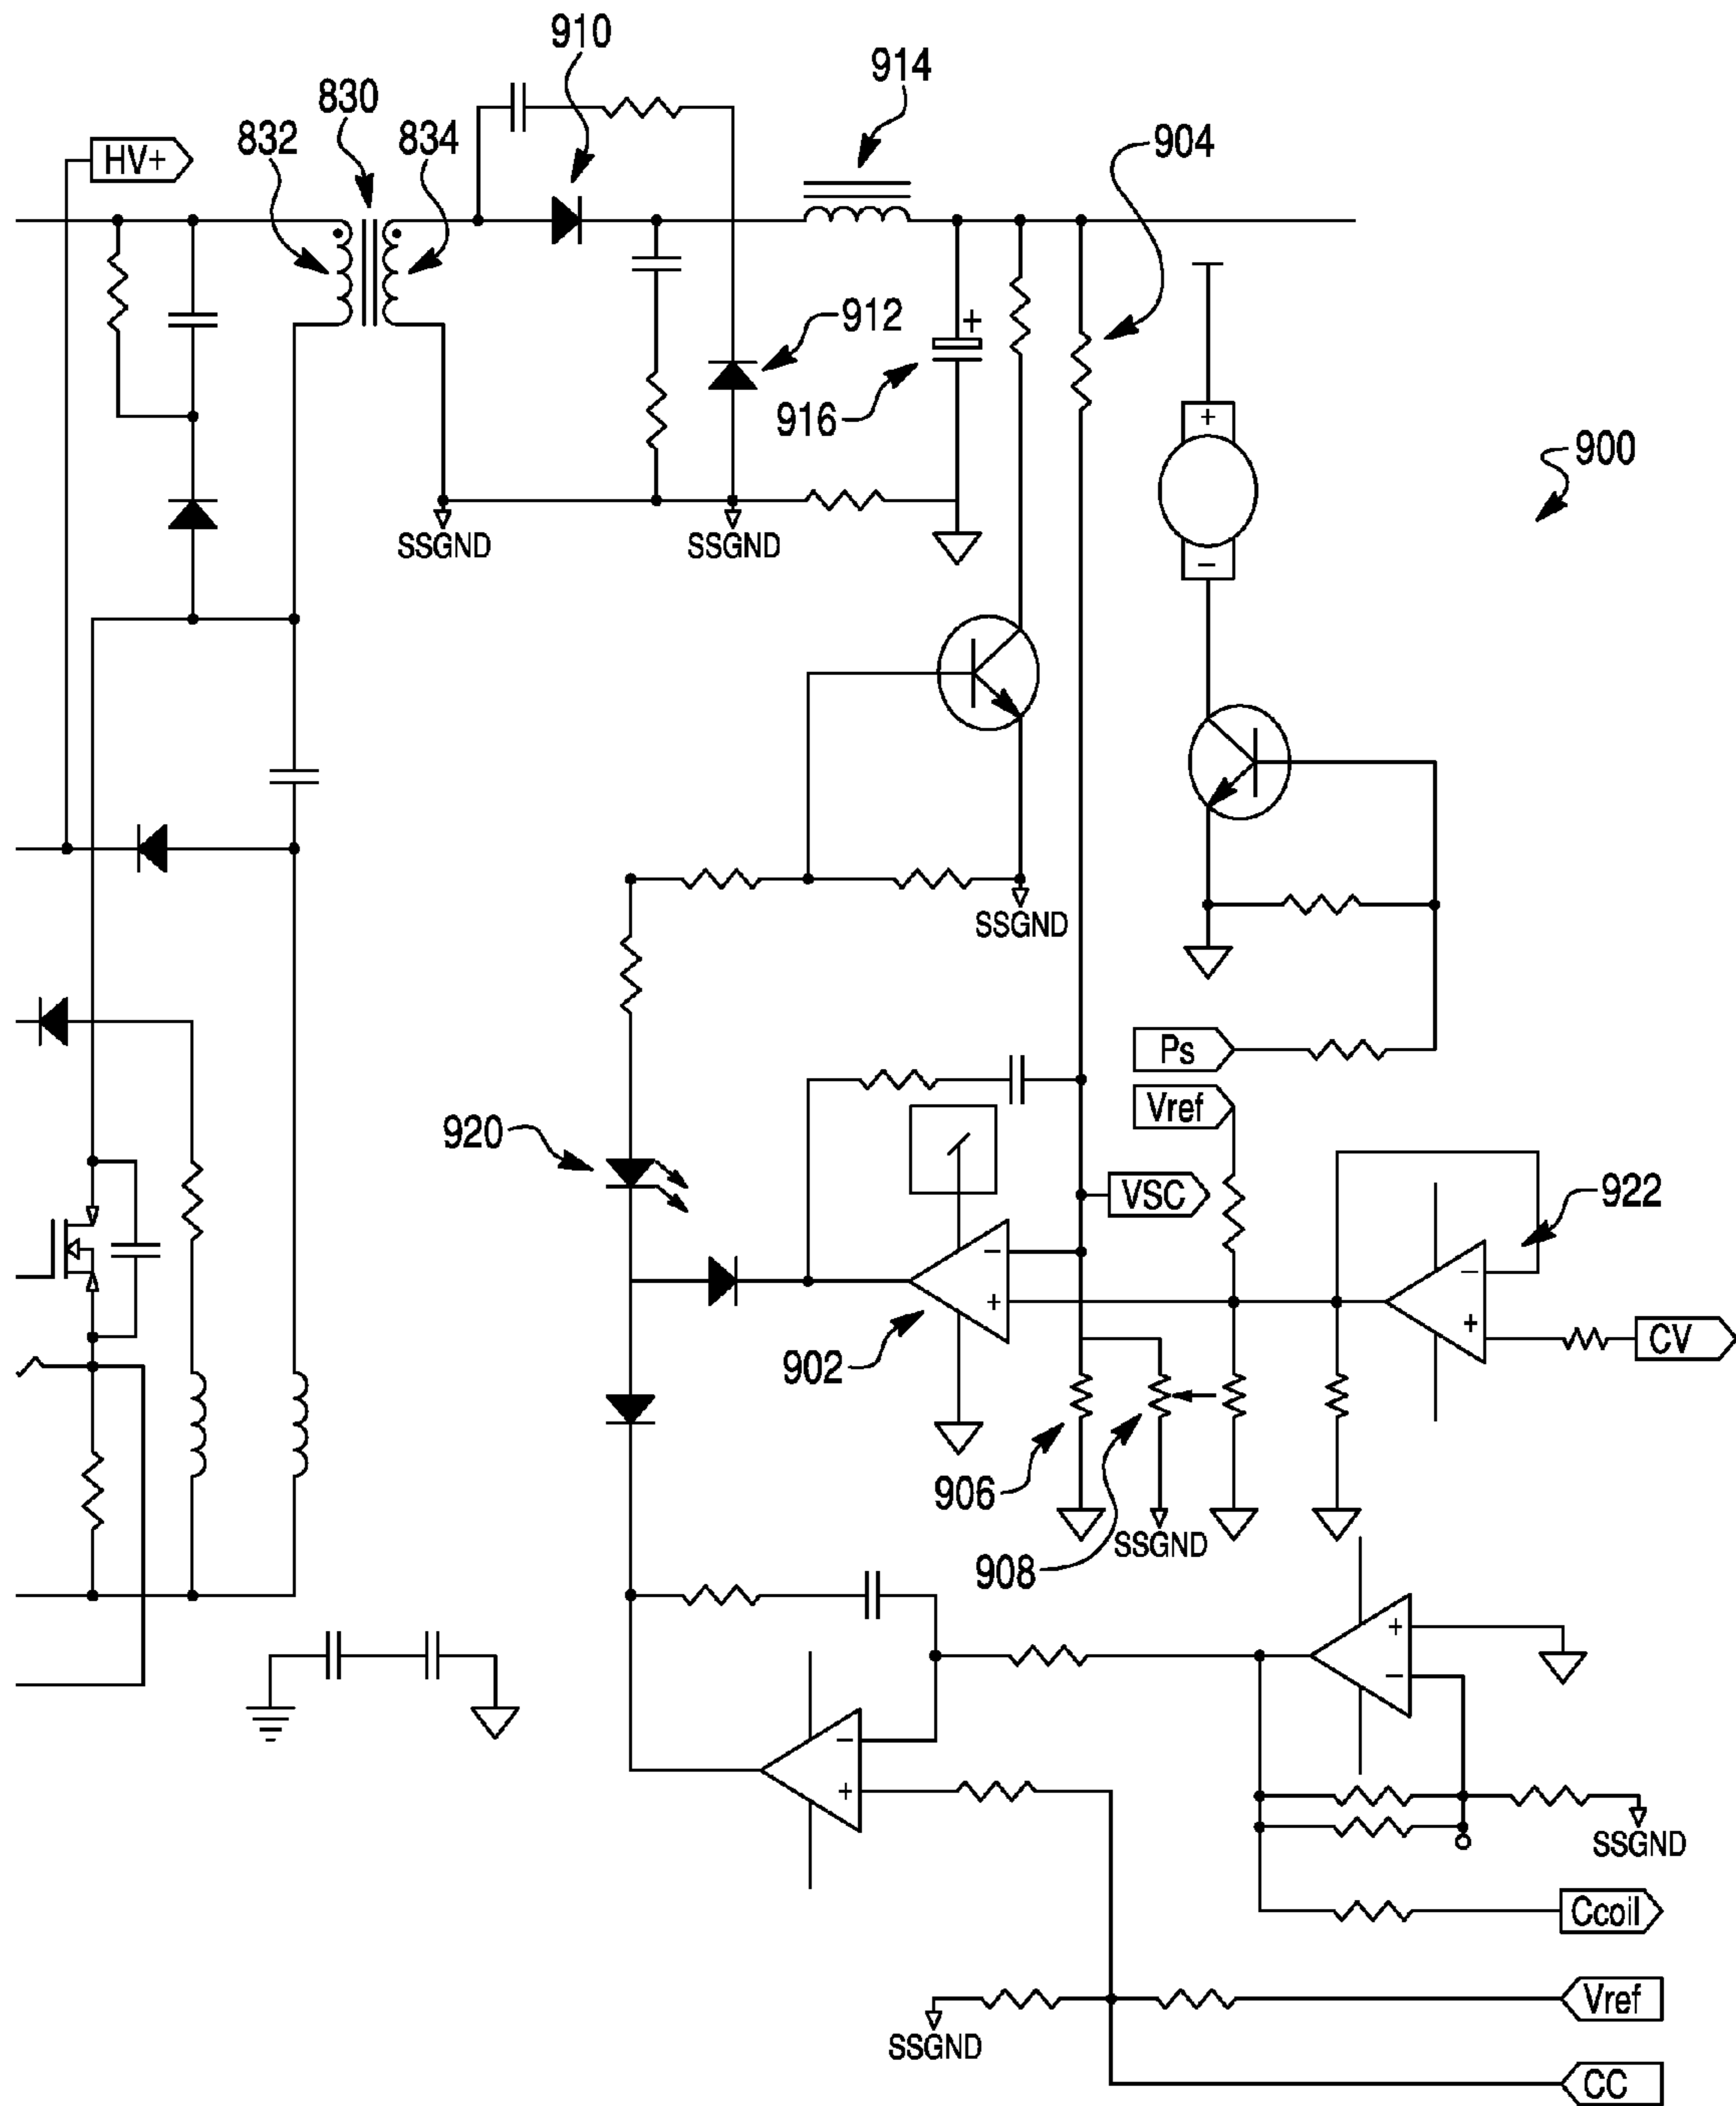 910
914
830
832
834
904
HV+
912
+
916
+
900
SSGND
SSGND
−
SSGND
Ps
Vref
920
VSC
922
−
−
+
+
CV
902
906
SSGND
908
+
−
−
+
SSGND
Ccoil
Vref
SSGND
CC